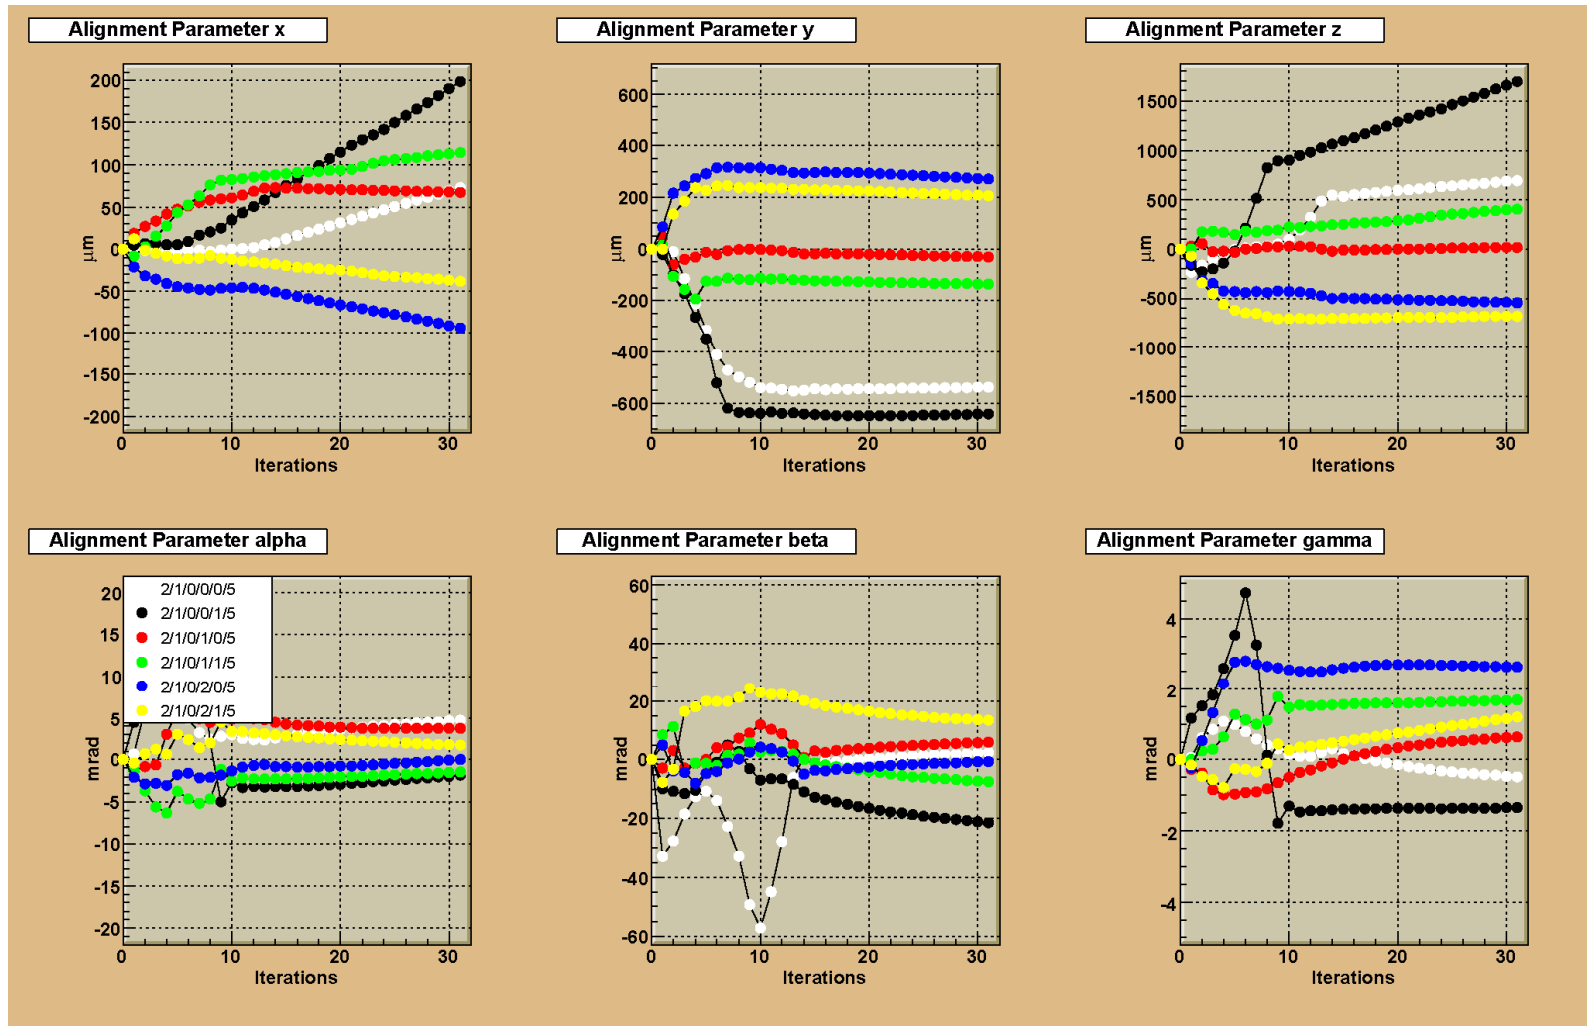 Alignment Parameter x
200
150
100
50
0
-50
-100
-150
-200
μm
0 10 20 30
Iterations
Alignment Parameter y
600
400
200
0
-200
-400
-600
μm
0 10 20 30
Iterations
Alignment Parameter z
1500
1000
500
0
-500
-1000
-1500
μm
0 10 20 30
Iterations
Alignment Parameter alpha
20
15
10
5
0
-5
-10
-15
-20
mrad
2/1/0/0/0/5
2/1/0/0/1/5
2/1/0/1/0/5
2/1/0/1/1/5
2/1/0/2/0/5
2/1/0/2/1/5
0 10 20 30
Iterations
Alignment Parameter beta
60
40
20
0
-20
-40
-60
mrad
0 10 20 30
Iterations
Alignment Parameter gamma
4
2
0
-2
-4
mrad
0 10 20 30
Iterations